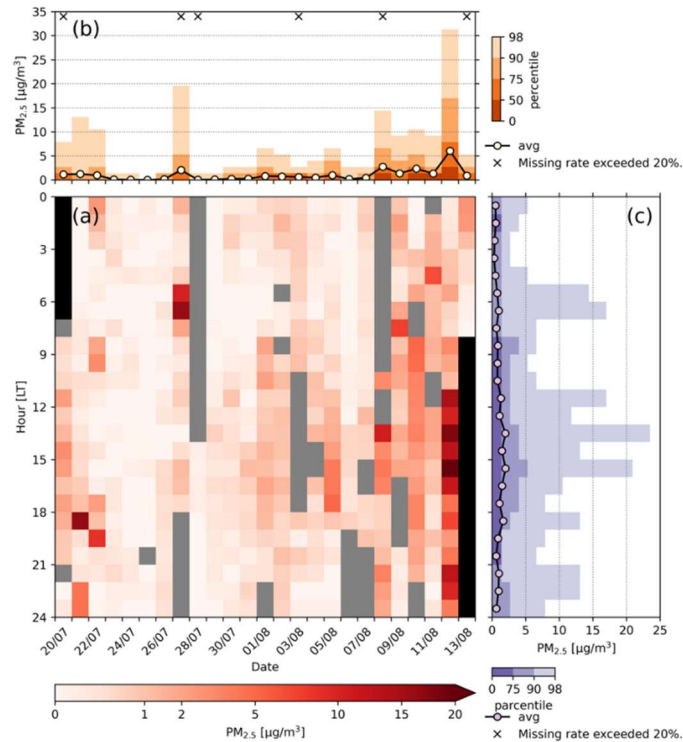 (b)
35
30
25
20
15
10
5
0
PM2.5 [μg/m³]
98
90
75
50
0
percentile
avg
× Missing rate exceeded 20%.
(a)
0
3
6
9
12
15
18
21
24
Hour [LT]
20/07
22/07
24/07
26/07
28/07
01/08
03/08
05/08
07/08
09/08
11/08
13/08
Date
(c)
0 5 10 15 20 25
PM2.5 [μg/m³]
0 1 2 5 10 15 20
PM2.5 [μg/m³]
0 75 90 98
parcentile
avg
× Missing rate exceeded 20%.